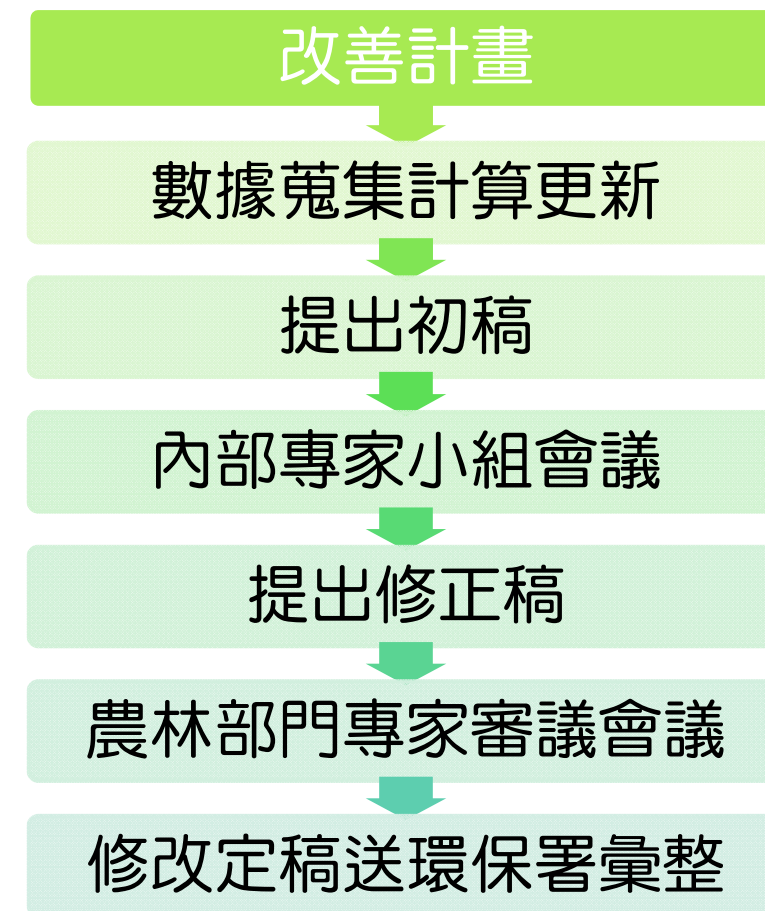 改善計畫
數據蒐集計算更新
提出初稿
內部專家小組會議
提出修正稿
農林部門專家審議會議
修改定稿送環保署彙整